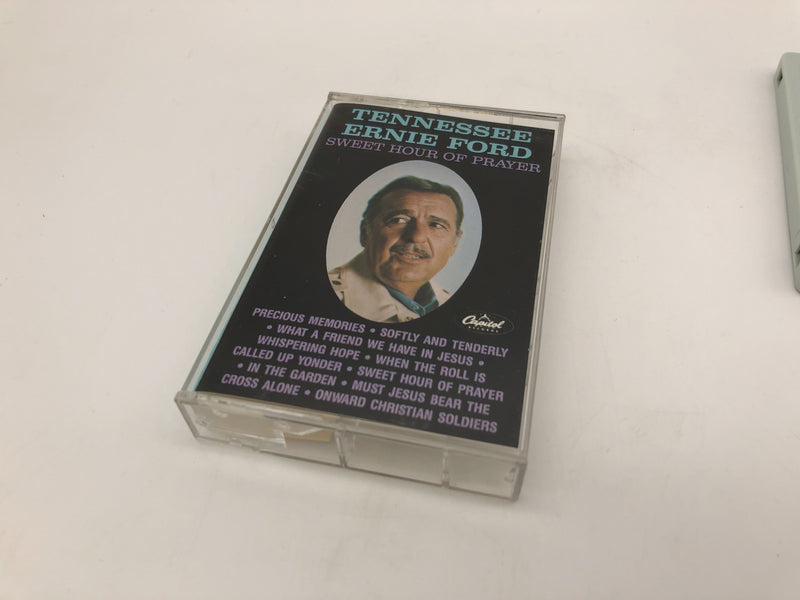 TENNESSEE
ERNIE FORD
SWEET HOUR OF PRAYER
Capitol
RECORDS
PRECIOUS MEMORIES • SOFTLY AND TENDERLY
• WHAT A FRIEND WE HAVE IN JESUS •
WHISPERING HOPE • WHEN THE ROLL IS
CALLED UP YONDER • SWEET HOUR OF PRAYER
• IN THE GARDEN • MUST JESUS BEAR THE
CROSS ALONE • ONWARD CHRISTIAN SOLDIERS